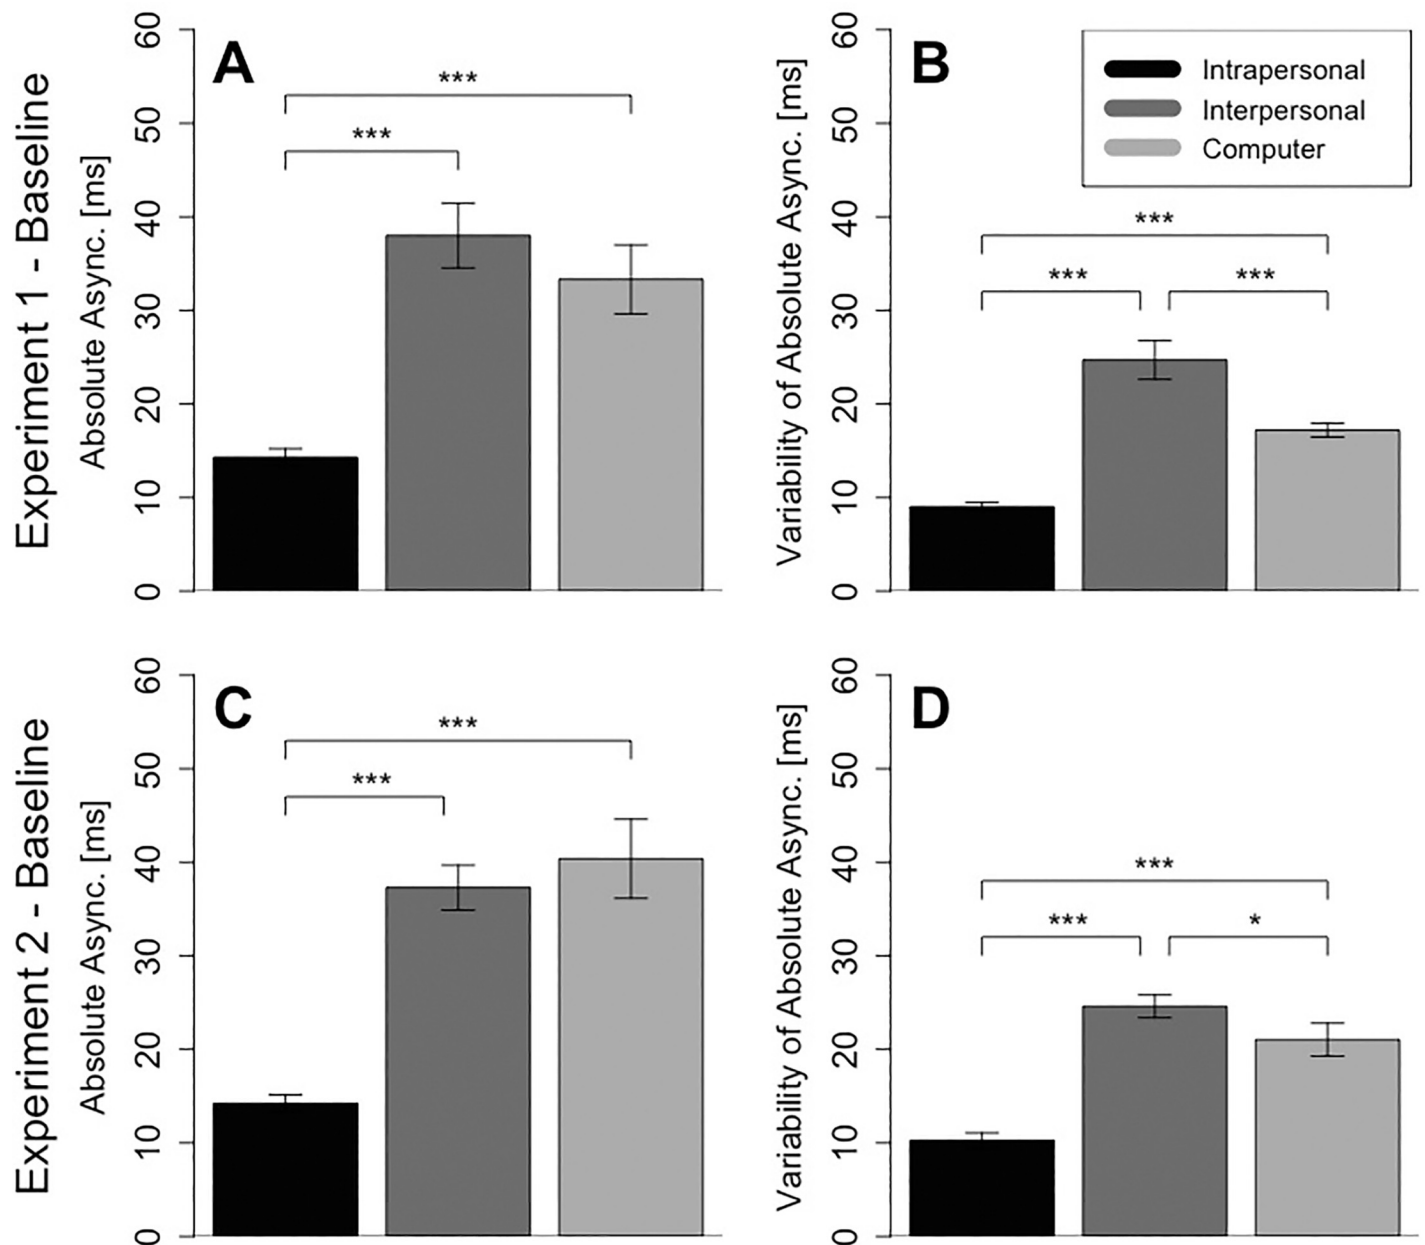 Experiment 1 - Baseline
Absolute Async. [ms]
0 10 20 30 40 50 60
A
***
***
Variability of Absolute Async. [ms]
0 10 20 30 40 50 60
B
Intrapersonal
Interpersonal
Computer
***
*** ***
Experiment 2 - Baseline
Absolute Async. [ms]
0 10 20 30 40 50 60
C
***
***
Variability of Absolute Async. [ms]
0 10 20 30 40 50 60
D
***
*** *